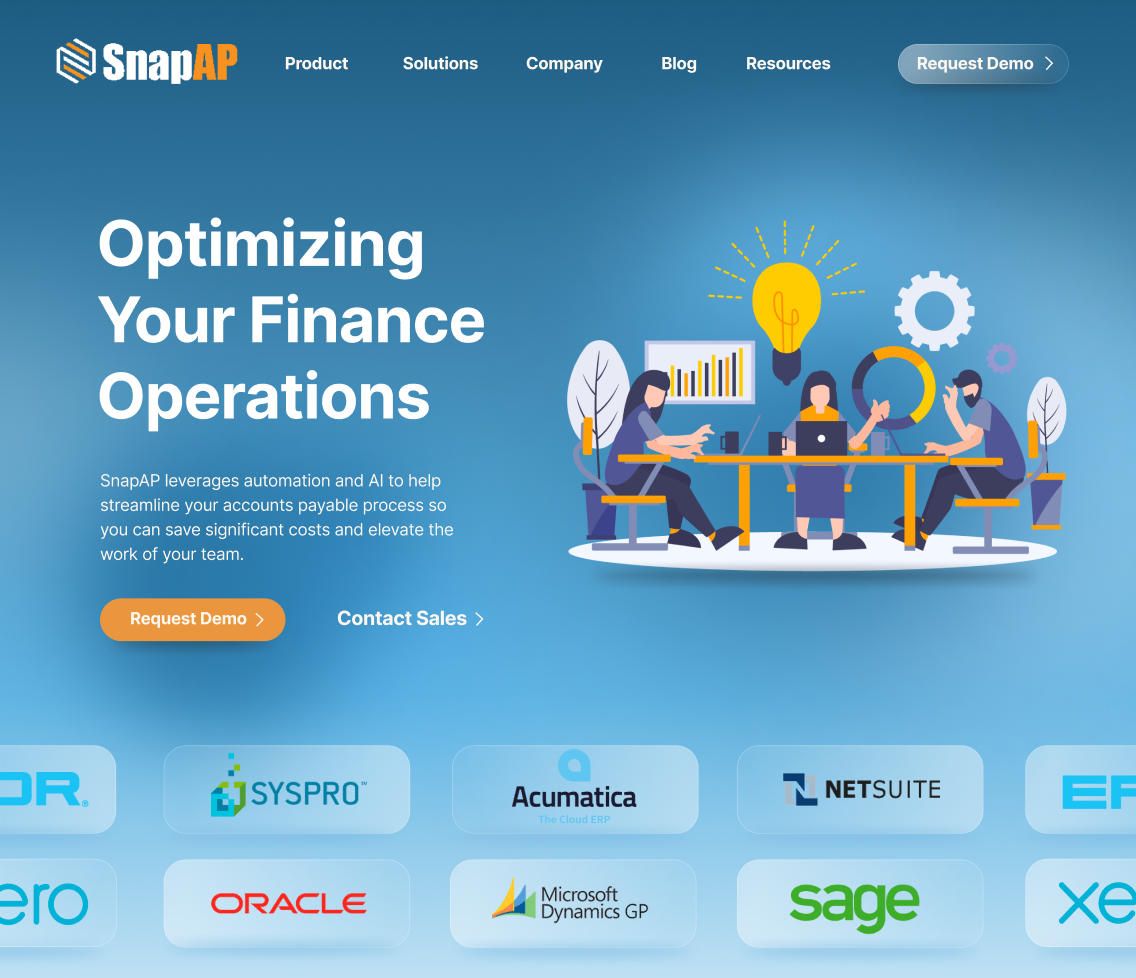 SnapAP
Product
Solutions
Company
Blog
Resources
Request Demo
Optimizing
Your Finance
Operations
SnapAP leverages automation and AI to help
streamline your accounts payable process so
you can save significant costs and elevate the
work of your team.
Request Demo
Contact Sales
OR®
SYSPRO™
Acumatica
The Cloud ERP
NETSUITE
ero
ORACLE
Microsoft
Dynamics GP
sage
xe